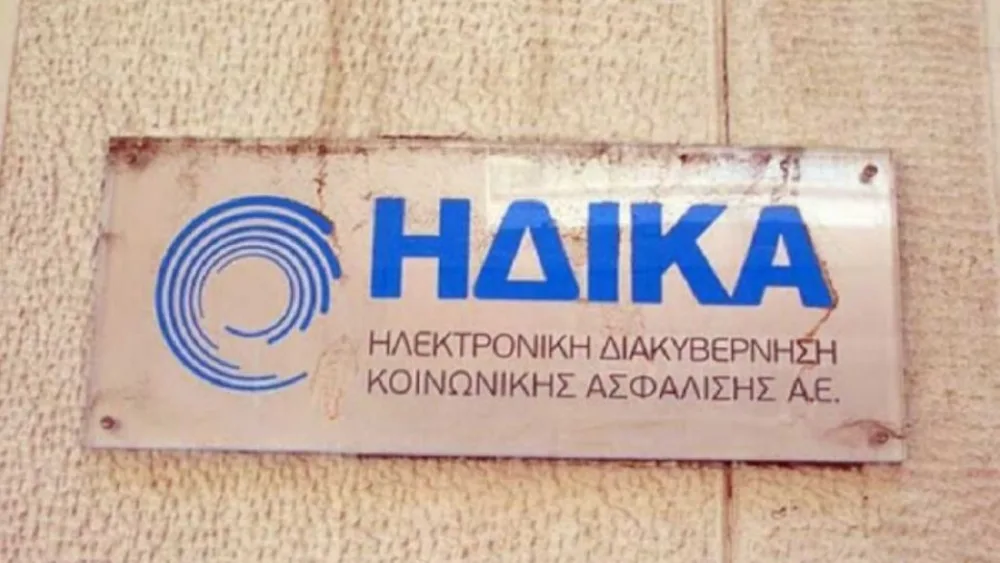 ΗΔΙΚΑ
ΗΛΕΚΤΡΟΝΙΚΗ ΔΙΑΚΥΒΕΡΝΗΣΗ
ΚΟΙΝΩΝΙΚΗΣ ΑΣΦΑΛΙΣΗΣ Α.Ε.